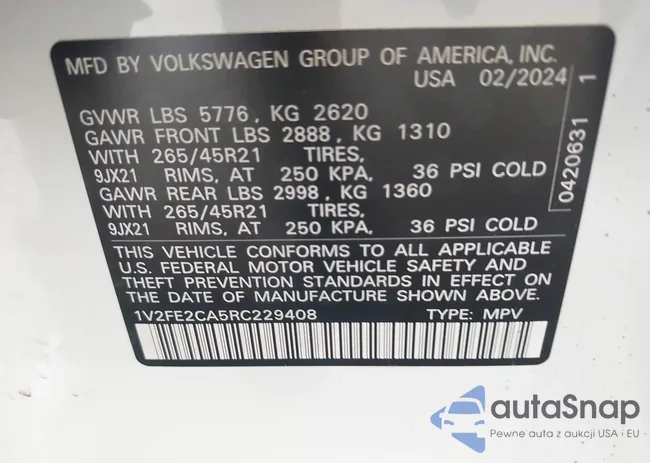 MFD BY VOLKSWAGEN GROUP OF AMERICA, INC.
USA 02/2024
GVWR LBS 5776 , KG 2620
GAWR FRONT LBS 2888 , KG 1310
WITH 265/45R21 TIRES,
9JX21 RIMS, AT 250 KPA, 36 PSI COLD
GAWR REAR LBS 2998 , KG 1360
WITH 265/45R21 TIRES,
9JX21 RIMS, AT 250 KPA, 36 PSI COLD
THIS VEHICLE CONFORMS TO ALL APPLICABLE
U.S. FEDERAL MOTOR VEHICLE SAFETY AND
THEFT PREVENTION STANDARDS IN EFFECT ON
THE DATE OF MANUFACTURE SHOWN ABOVE.
1V2FE2CA5RC229408 TYPE: MPV
0420631 1
autaSnap
Pewne auta z aukcji USA i EU